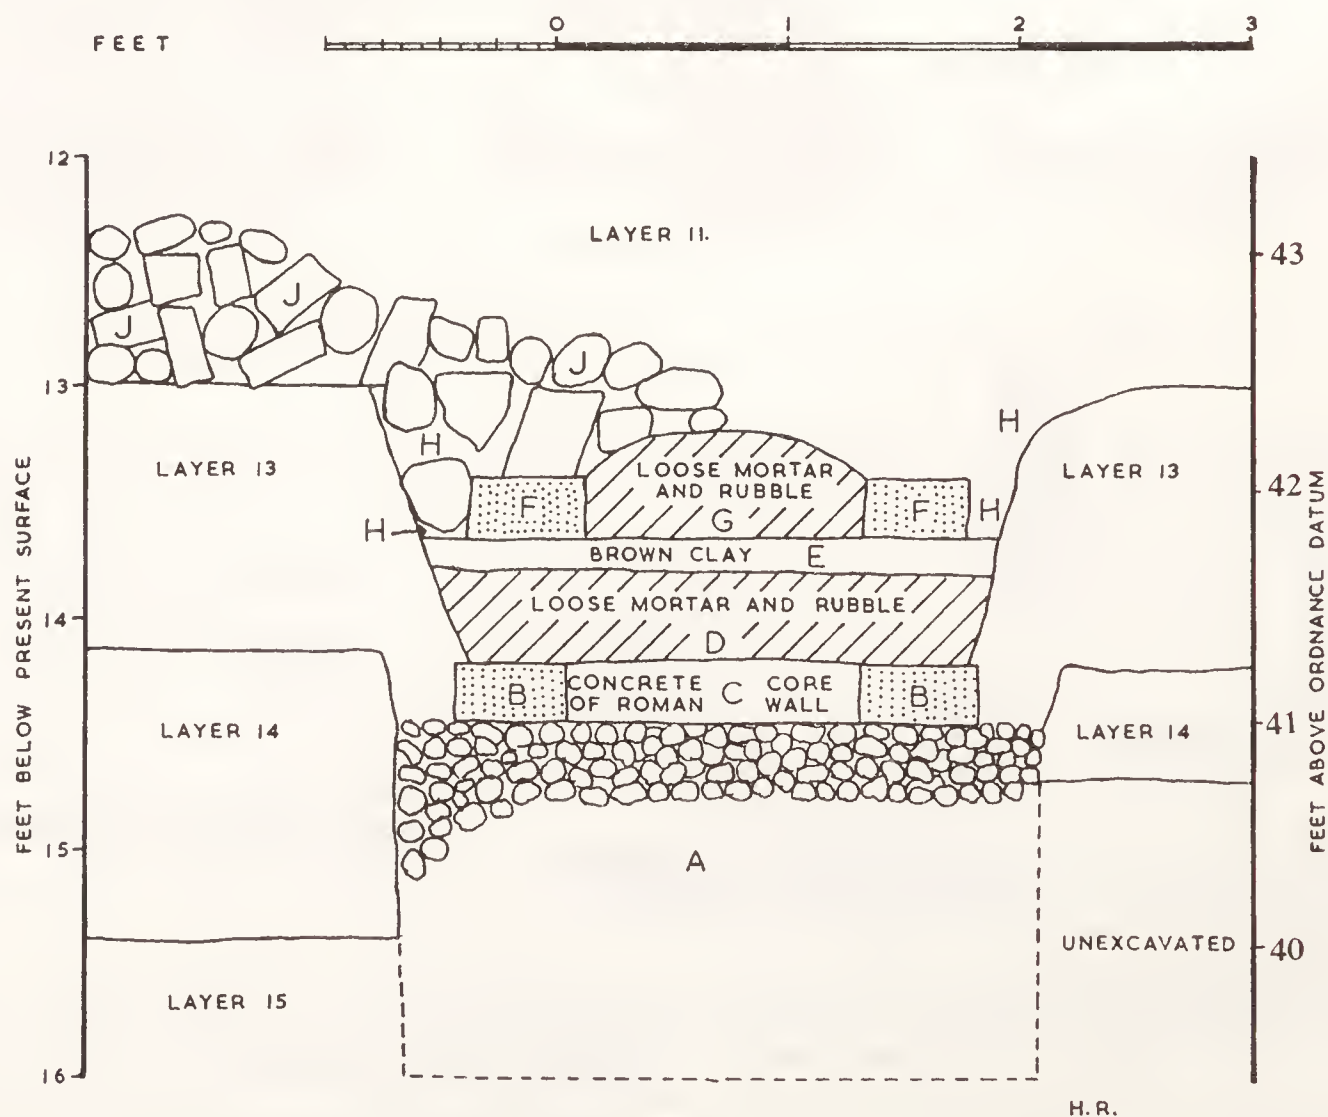 FEET 0 1 2 3
12
LAYER 11.
43
J
J
J
13
H
H
LAYER 13
LOOSE MORTAR
AND RUBBLE
G
LAYER 13
42
F
F
H
H
BROWN CLAY E
LOOSE MORTAR AND RUBBLE
D
14
B
CONCRETE C CORE
OF ROMAN WALL
B
LAYER 14
LAYER 14
41
15
A
UNEXCAVATED
40
LAYER 15
16
H.R.
FEET BELOW PRESENT SURFACE
FEET ABOVE ORDNANCE DATUM